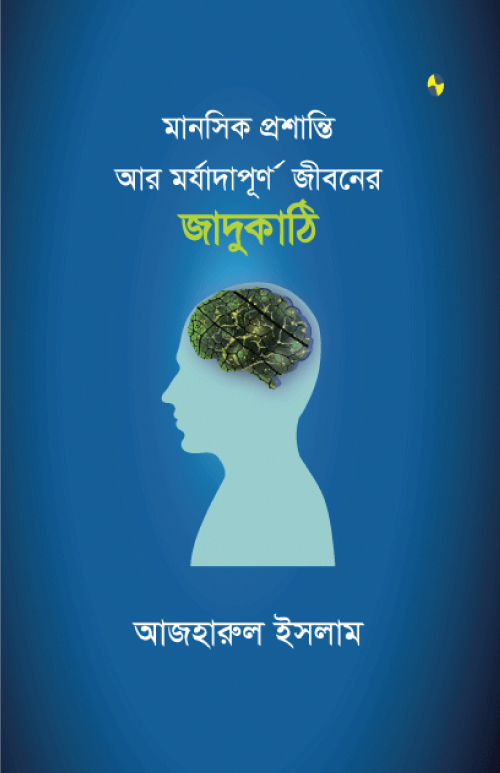 মানসিক প্রশান্তি
আর মর্যাদাপূর্ণ জীবনের
জাদুকাঠি
আজহারুল ইসলাম